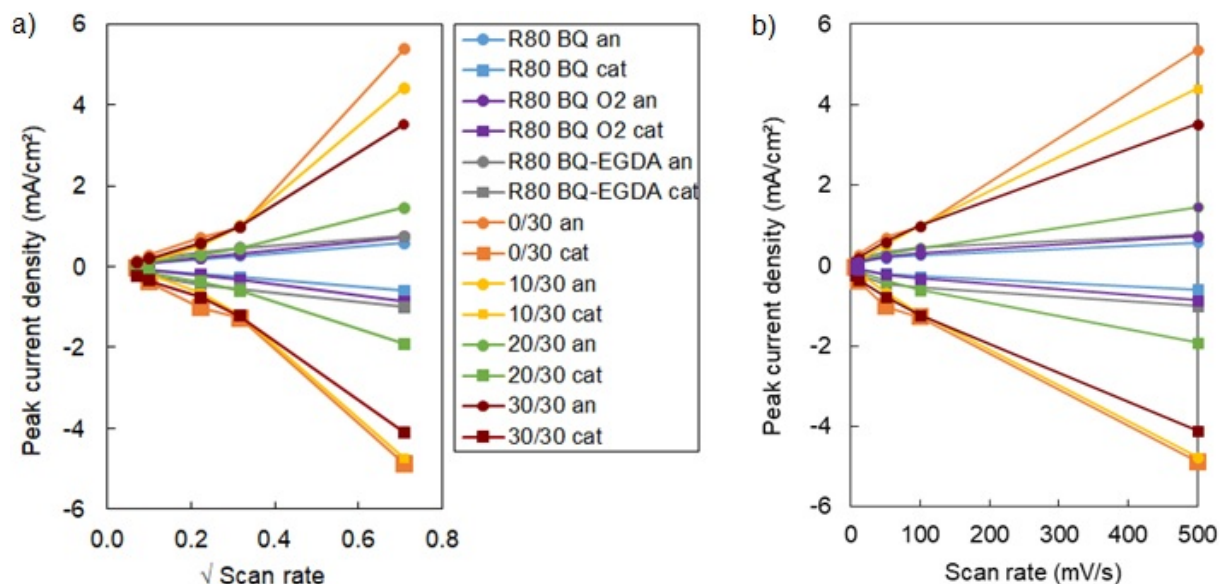 a)
Peak current density (mA/cm²)
6
4
2
0
-2
-4
-6
0.0 0.2 0.4 0.6 0.8
√ Scan rate
R80 BQ an
R80 BQ cat
R80 BQ O2 an
R80 BQ O2 cat
R80 BQ-EGDA an
R80 BQ-EGDA cat
0/30 an
0/30 cat
10/30 an
10/30 cat
20/30 an
20/30 cat
30/30 an
30/30 cat
b)
Peak current density (mA/cm²)
6
4
2
0
-2
-4
-6
0 100 200 300 400 500
Scan rate (mV/s)